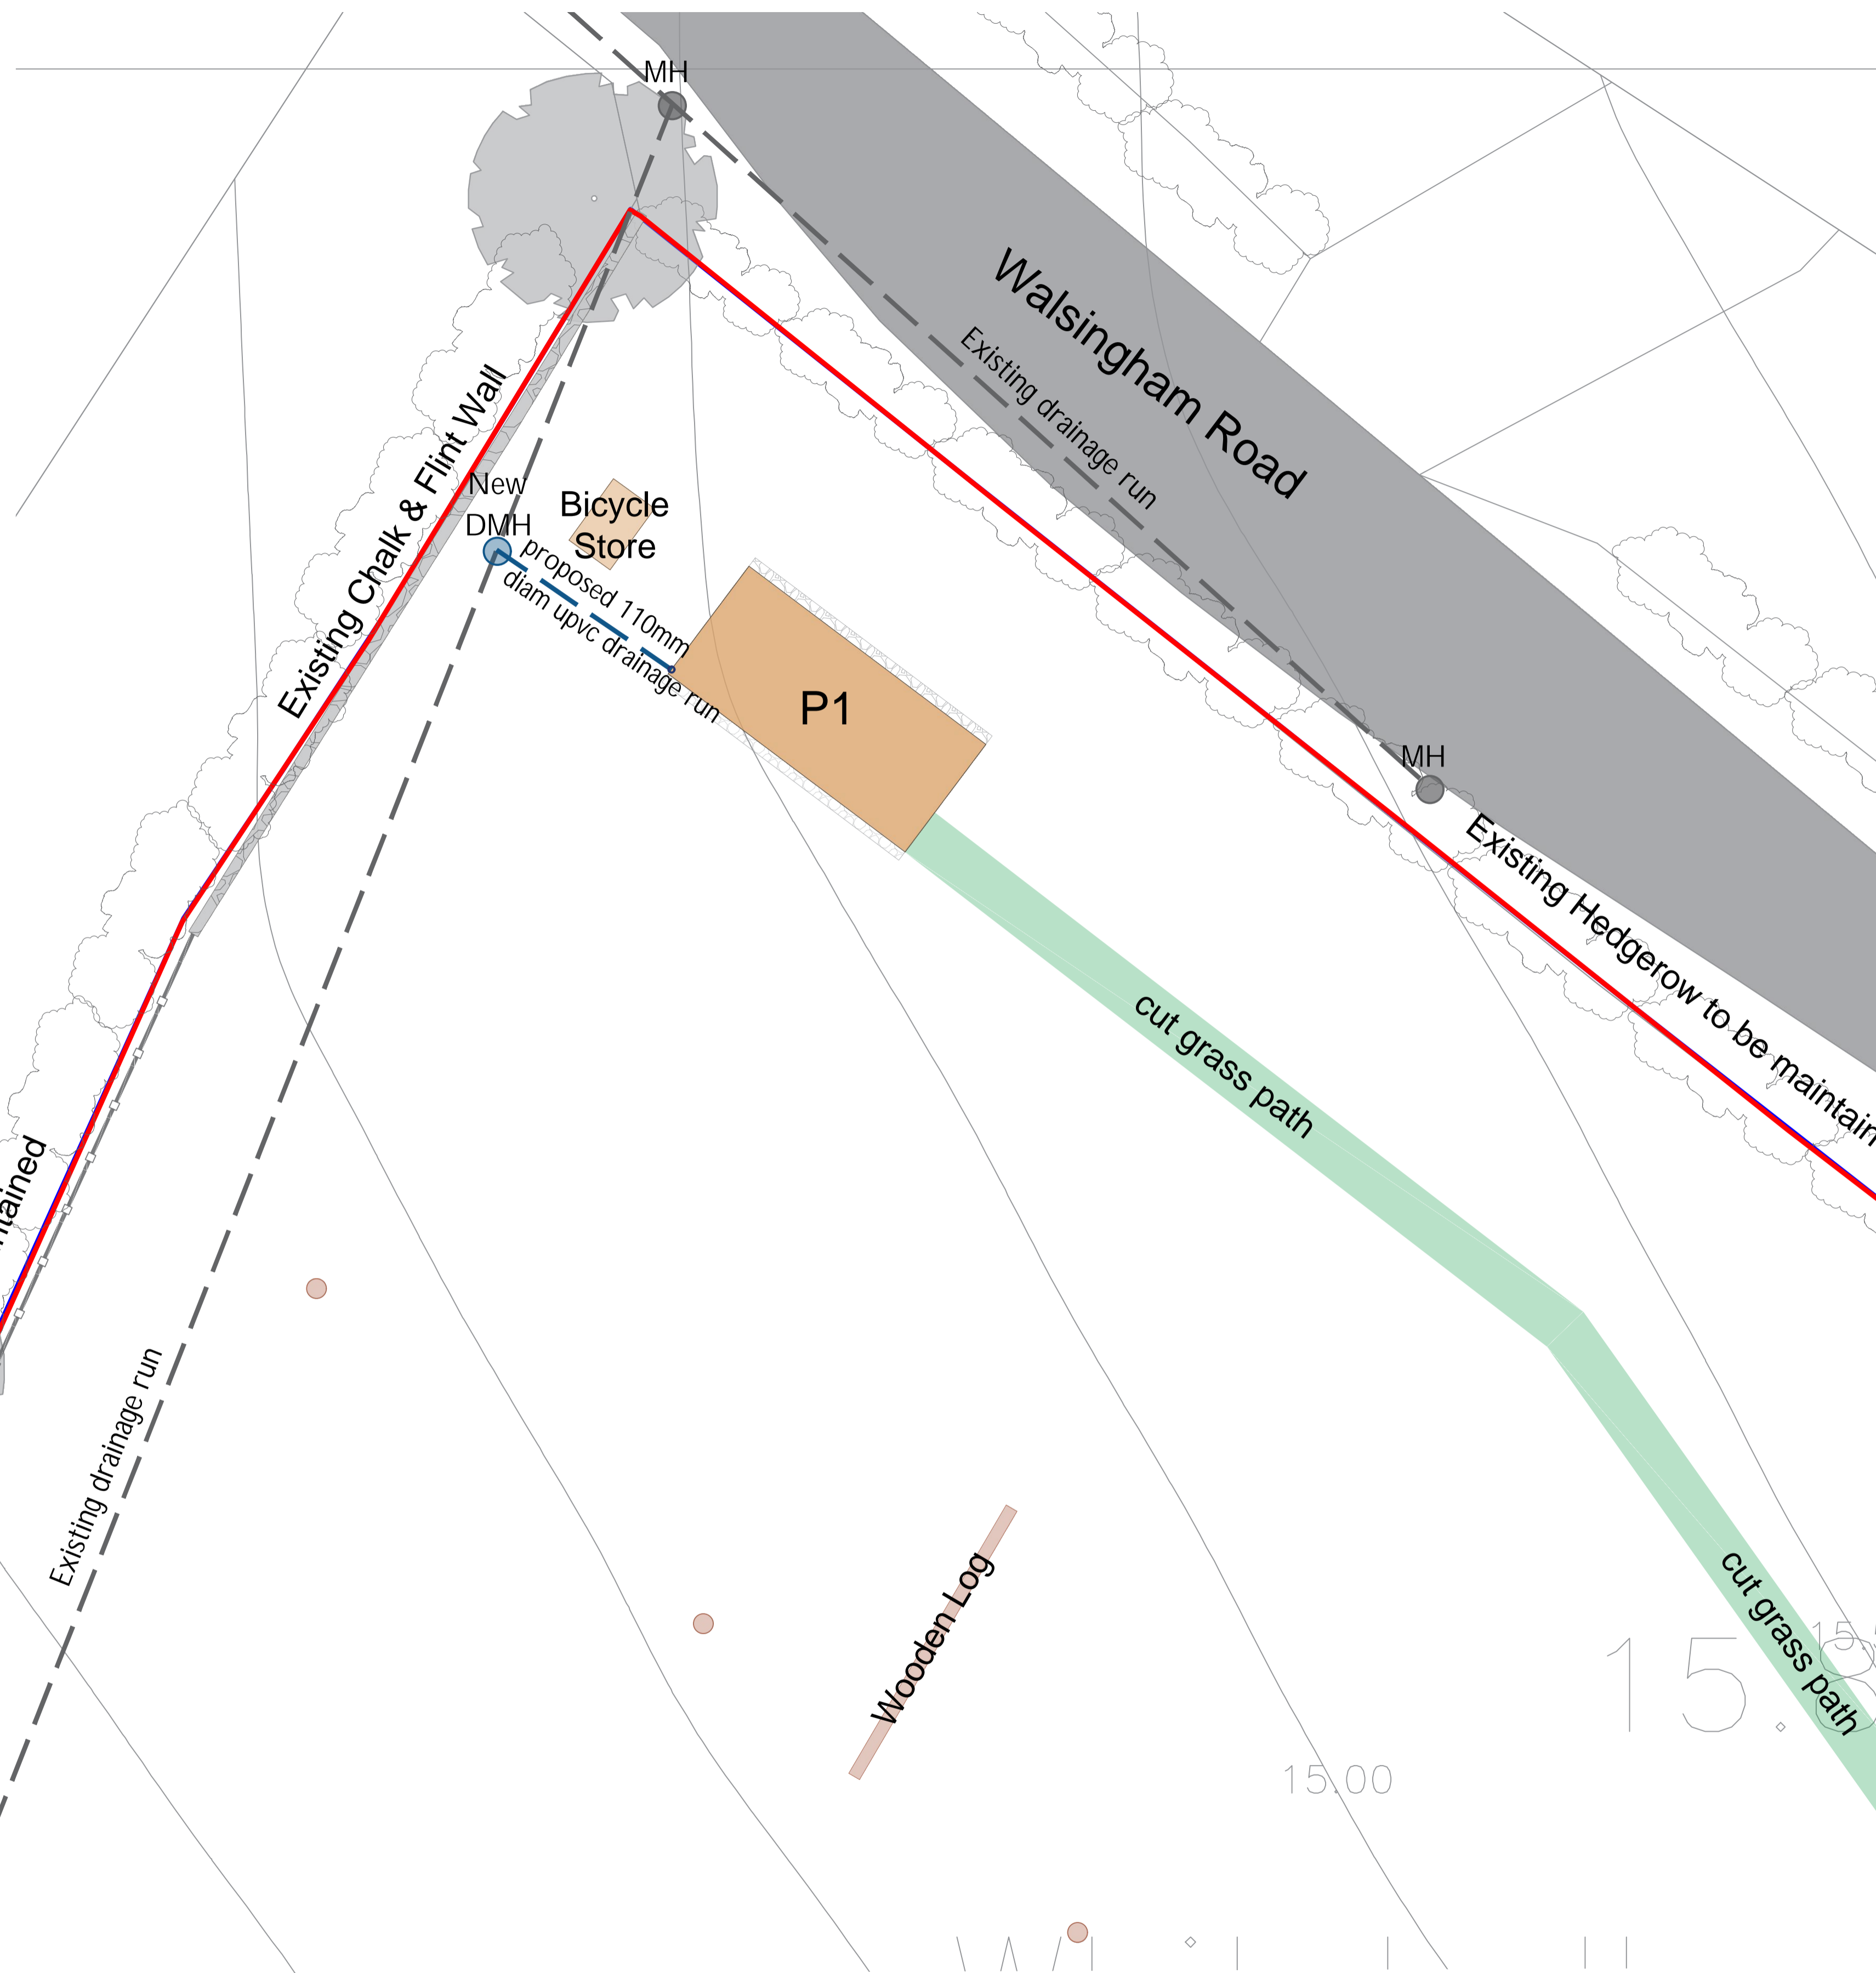 MH
Walsingham Road
Existing drainage run
Existing Chalk & Flint Wall
New
DMH
Bicycle
Store
proposed 110mm
diam upvc drainage run
P1
MH
Existing Hedgerow to be maintain
cut grass path
Existing drainage run
Wooden Log
cut grass path
15.00